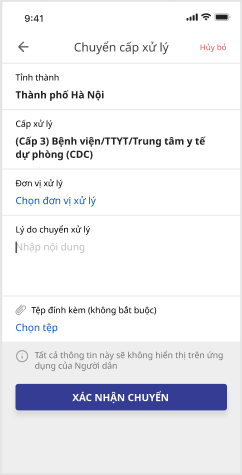 9:41
Chuyển cấp xử lý
Hủy bỏ
Tỉnh thành
Thành phố Hà Nội
Cấp xử lý
(Cấp 3) Bệnh viện/TTYT/Trung tâm y tế
dự phòng (CDC)
Đơn vị xử lý
Chọn đơn vị xử lý
Lý do chuyển xử lý
Nhập nội dung
Tệp đính kèm (không bắt buộc)
Chọn tệp
Tất cả thông tin này sẽ không hiển thị trên ứng
dụng của Người dân
XÁC NHẬN CHUYỂN